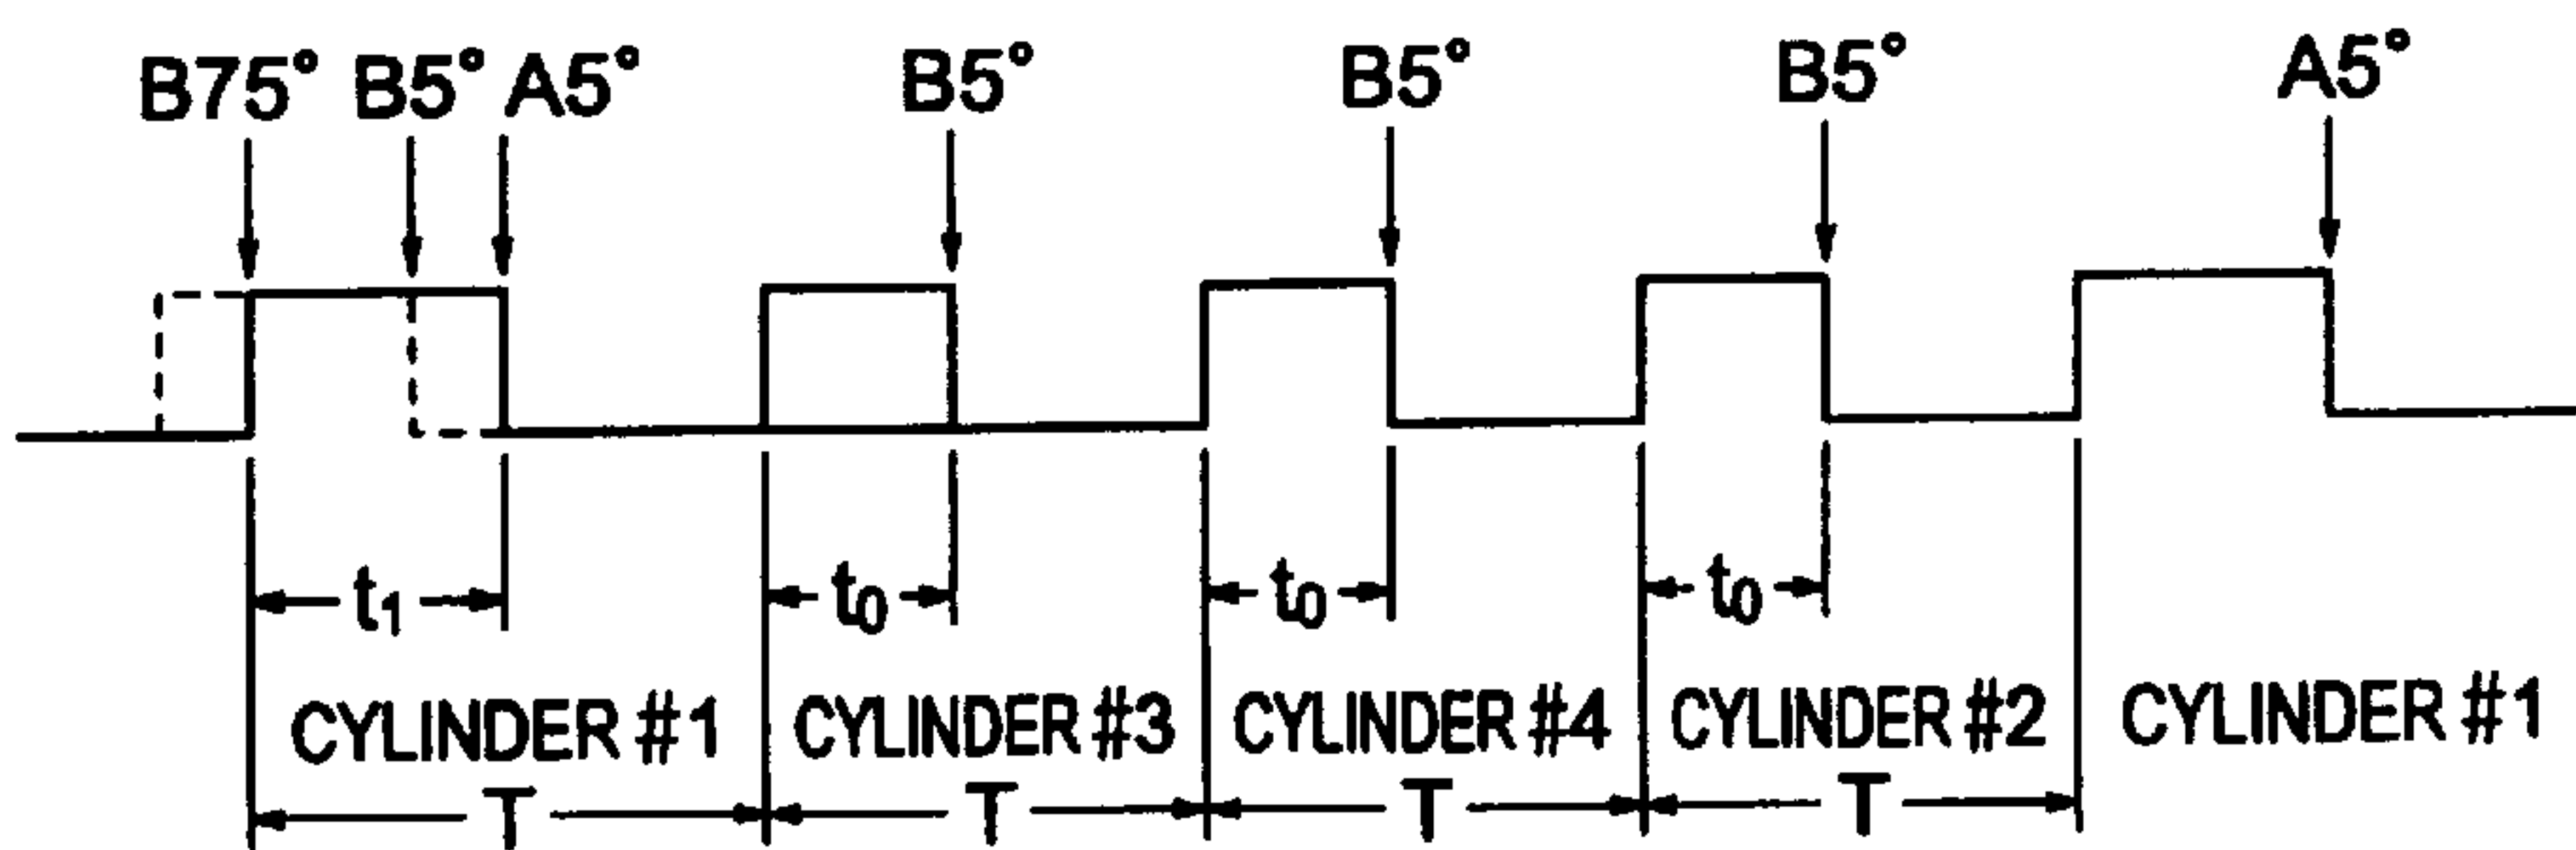 B75° B5° A5° B5° B5° B5° A5°
t₁ t₀ t₀ t₀
CYLINDER #1 CYLINDER #3 CYLINDER #4 CYLINDER #2 CYLINDER #1
T T T T